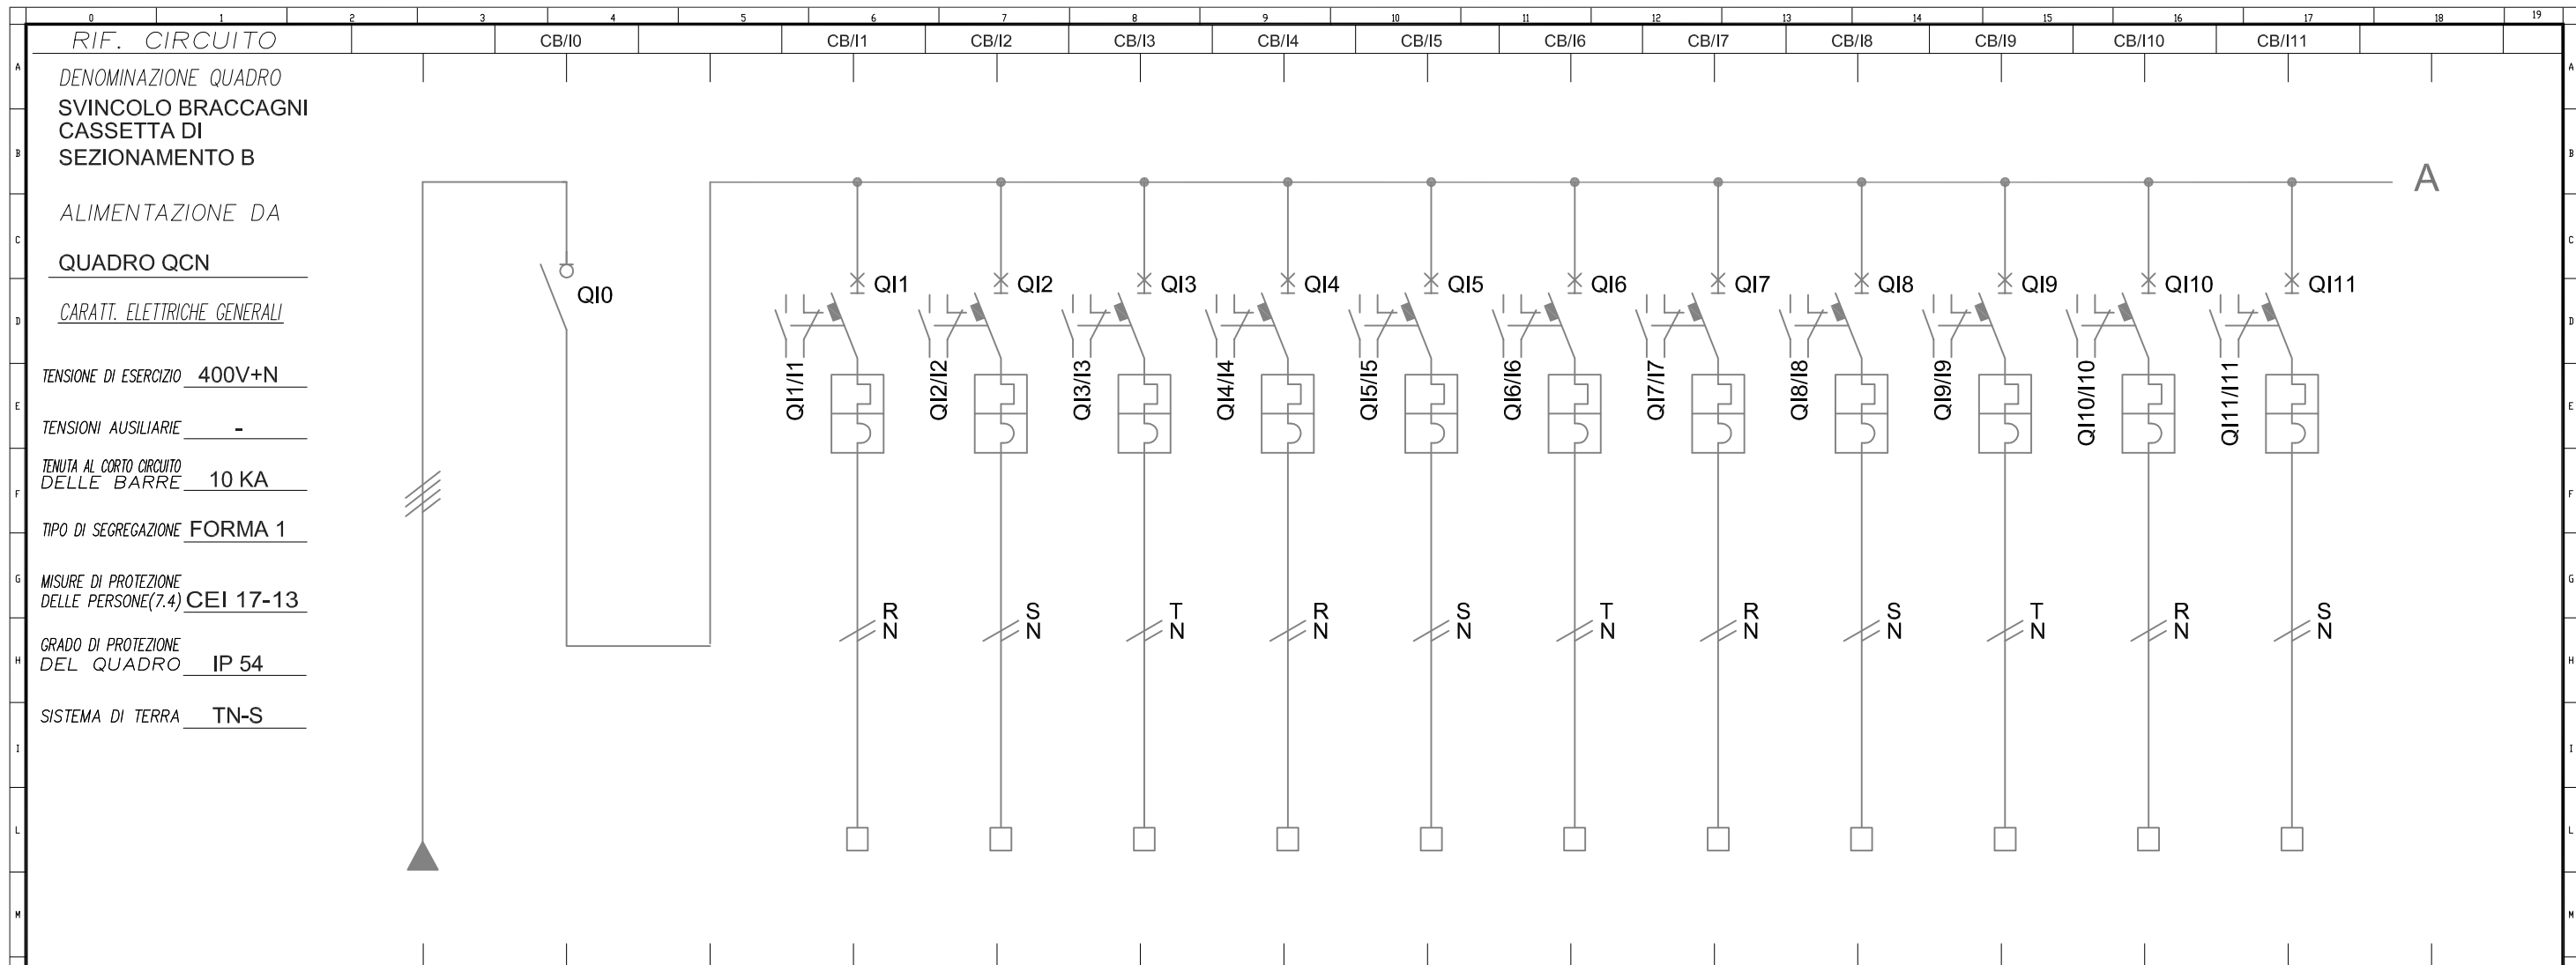 0 1 2 3 4 5 6 7 8 9 10 11 12 13 14 15 16 17 18 19
RIF. CIRCUITO CB/I0 CB/I1 CB/I2 CB/I3 CB/I4 CB/I5 CB/I6 CB/I7 CB/I8 CB/I9 CB/I10 CB/I11
A A
DENOMINAZIONE QUADRO
SVINCOLO BRACCAGNI
CASSETTA DI
B B
SEZIONAMENTO B
A
ALIMENTAZIONE DA
C C
QUADRO QCN
QI0 QI1 QI2 QI3 QI4 QI5 QI6 QI7 QI8 QI9 QI10 QI11
CARATT. ELETTRICHE GENERALI
D D
TENSIONE DI ESERCIZIO 400V+N
QI1/I1 QI2/I2 QI3/I3 QI4/I4 QI5/I5 QI6/I6 QI7/I7 QI8/I8 QI9/I9 QI10/I10 QI11/I11
E E
TENSIONI AUSILIARIE -
TENUTA AL CORTO CIRCUITO
DELLE BARRE 10 KA
F F
TIPO DI SEGREGAZIONE FORMA 1
MISURE DI PROTEZIONE
G G
DELLE PERSONE(7.4) CEI 17-13
R S T R S T R S T R S
N N N N N N N N N N N
GRADO DI PROTEZIONE
DEL QUADRO IP 54
H H
SISTEMA DI TERRA TN-S
I I
L L
M M